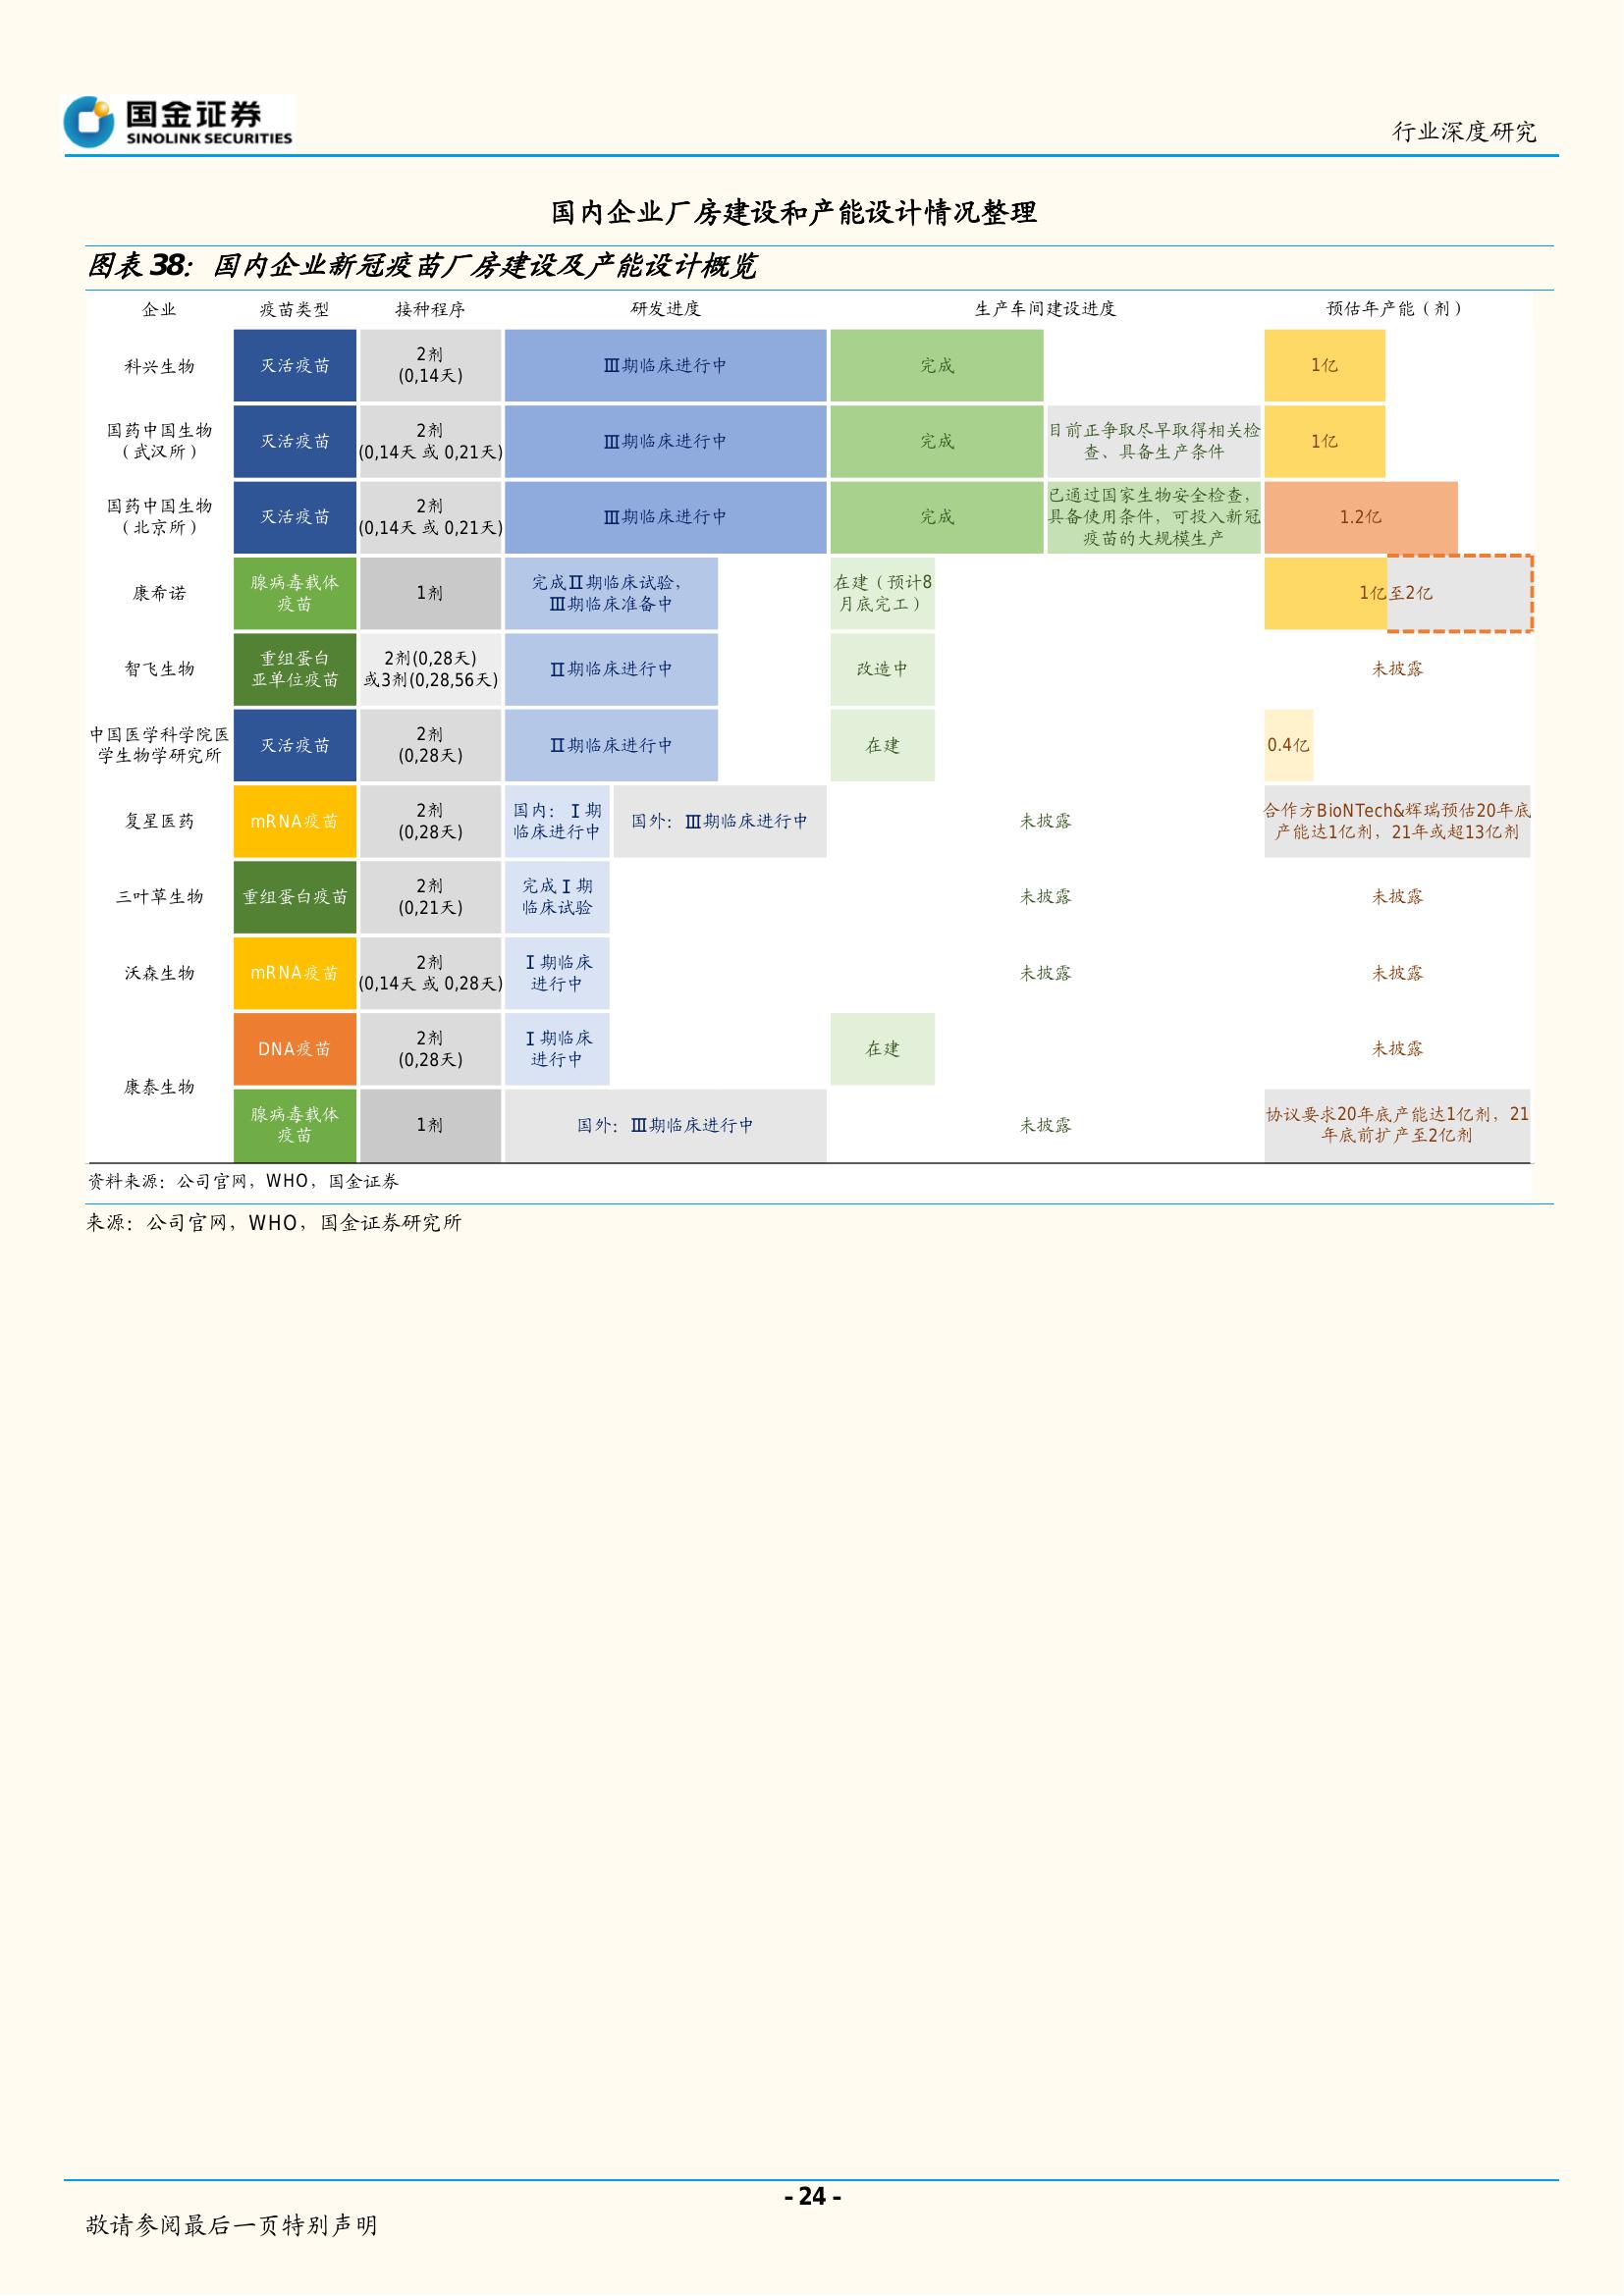 国金证券
SINOLINK SECURITIES
行业深度研究
国内企业厂房建设和产能设计情况整理
图表 38：国内企业新冠疫苗厂房建设及产能设计概览
企业 疫苗类型 接种程序 研发进度 生产车间建设进度 预估年产能（剂）
科兴生物
灭活疫苗
2剂
(0,14天)
Ⅲ期临床进行中
完成
1亿
国药中国生物
（武汉所）
灭活疫苗
2剂
(0,14天 或 0,21天)
Ⅲ期临床进行中
完成
目前正争取尽早取得相关检
查、具备生产条件
1亿
国药中国生物
（北京所）
灭活疫苗
2剂
(0,14天 或 0,21天)
Ⅲ期临床进行中
完成
已通过国家生物安全检查，
具备使用条件，可投入新冠
疫苗的大规模生产
1.2亿
康希诺
腺病毒载体
疫苗
1剂
完成Ⅱ期临床试验，
Ⅲ期临床准备中
在建（预计8
月底完工）
1亿至2亿
智飞生物
重组蛋白
亚单位疫苗
2剂(0,28天)
或3剂(0,28,56天)
Ⅱ期临床进行中
改造中
未披露
中国医学科学院医
学生物学研究所
灭活疫苗
2剂
(0,28天)
Ⅱ期临床进行中
在建
0.4亿
复星医药
mRNA疫苗
2剂
(0,28天)
国内：Ⅰ期
临床进行中
国外：Ⅲ期临床进行中
未披露
合作方BioNTech&辉瑞预估20年底
产能达1亿剂，21年或超13亿剂
三叶草生物
重组蛋白疫苗
2剂
(0,21天)
完成Ⅰ期
临床试验
未披露
未披露
沃森生物
mRNA疫苗
2剂
(0,14天 或 0,28天)
Ⅰ期临床
进行中
未披露
未披露
康泰生物
DNA疫苗
2剂
(0,28天)
Ⅰ期临床
进行中
在建
未披露
腺病毒载体
疫苗
1剂
国外：Ⅲ期临床进行中
未披露
协议要求20年底产能达1亿剂，21
年底前扩产至2亿剂
资料来源：公司官网，WHO，国金证券
来源：公司官网，WHO，国金证券研究所
- 24 -
敬请参阅最后一页特别声明